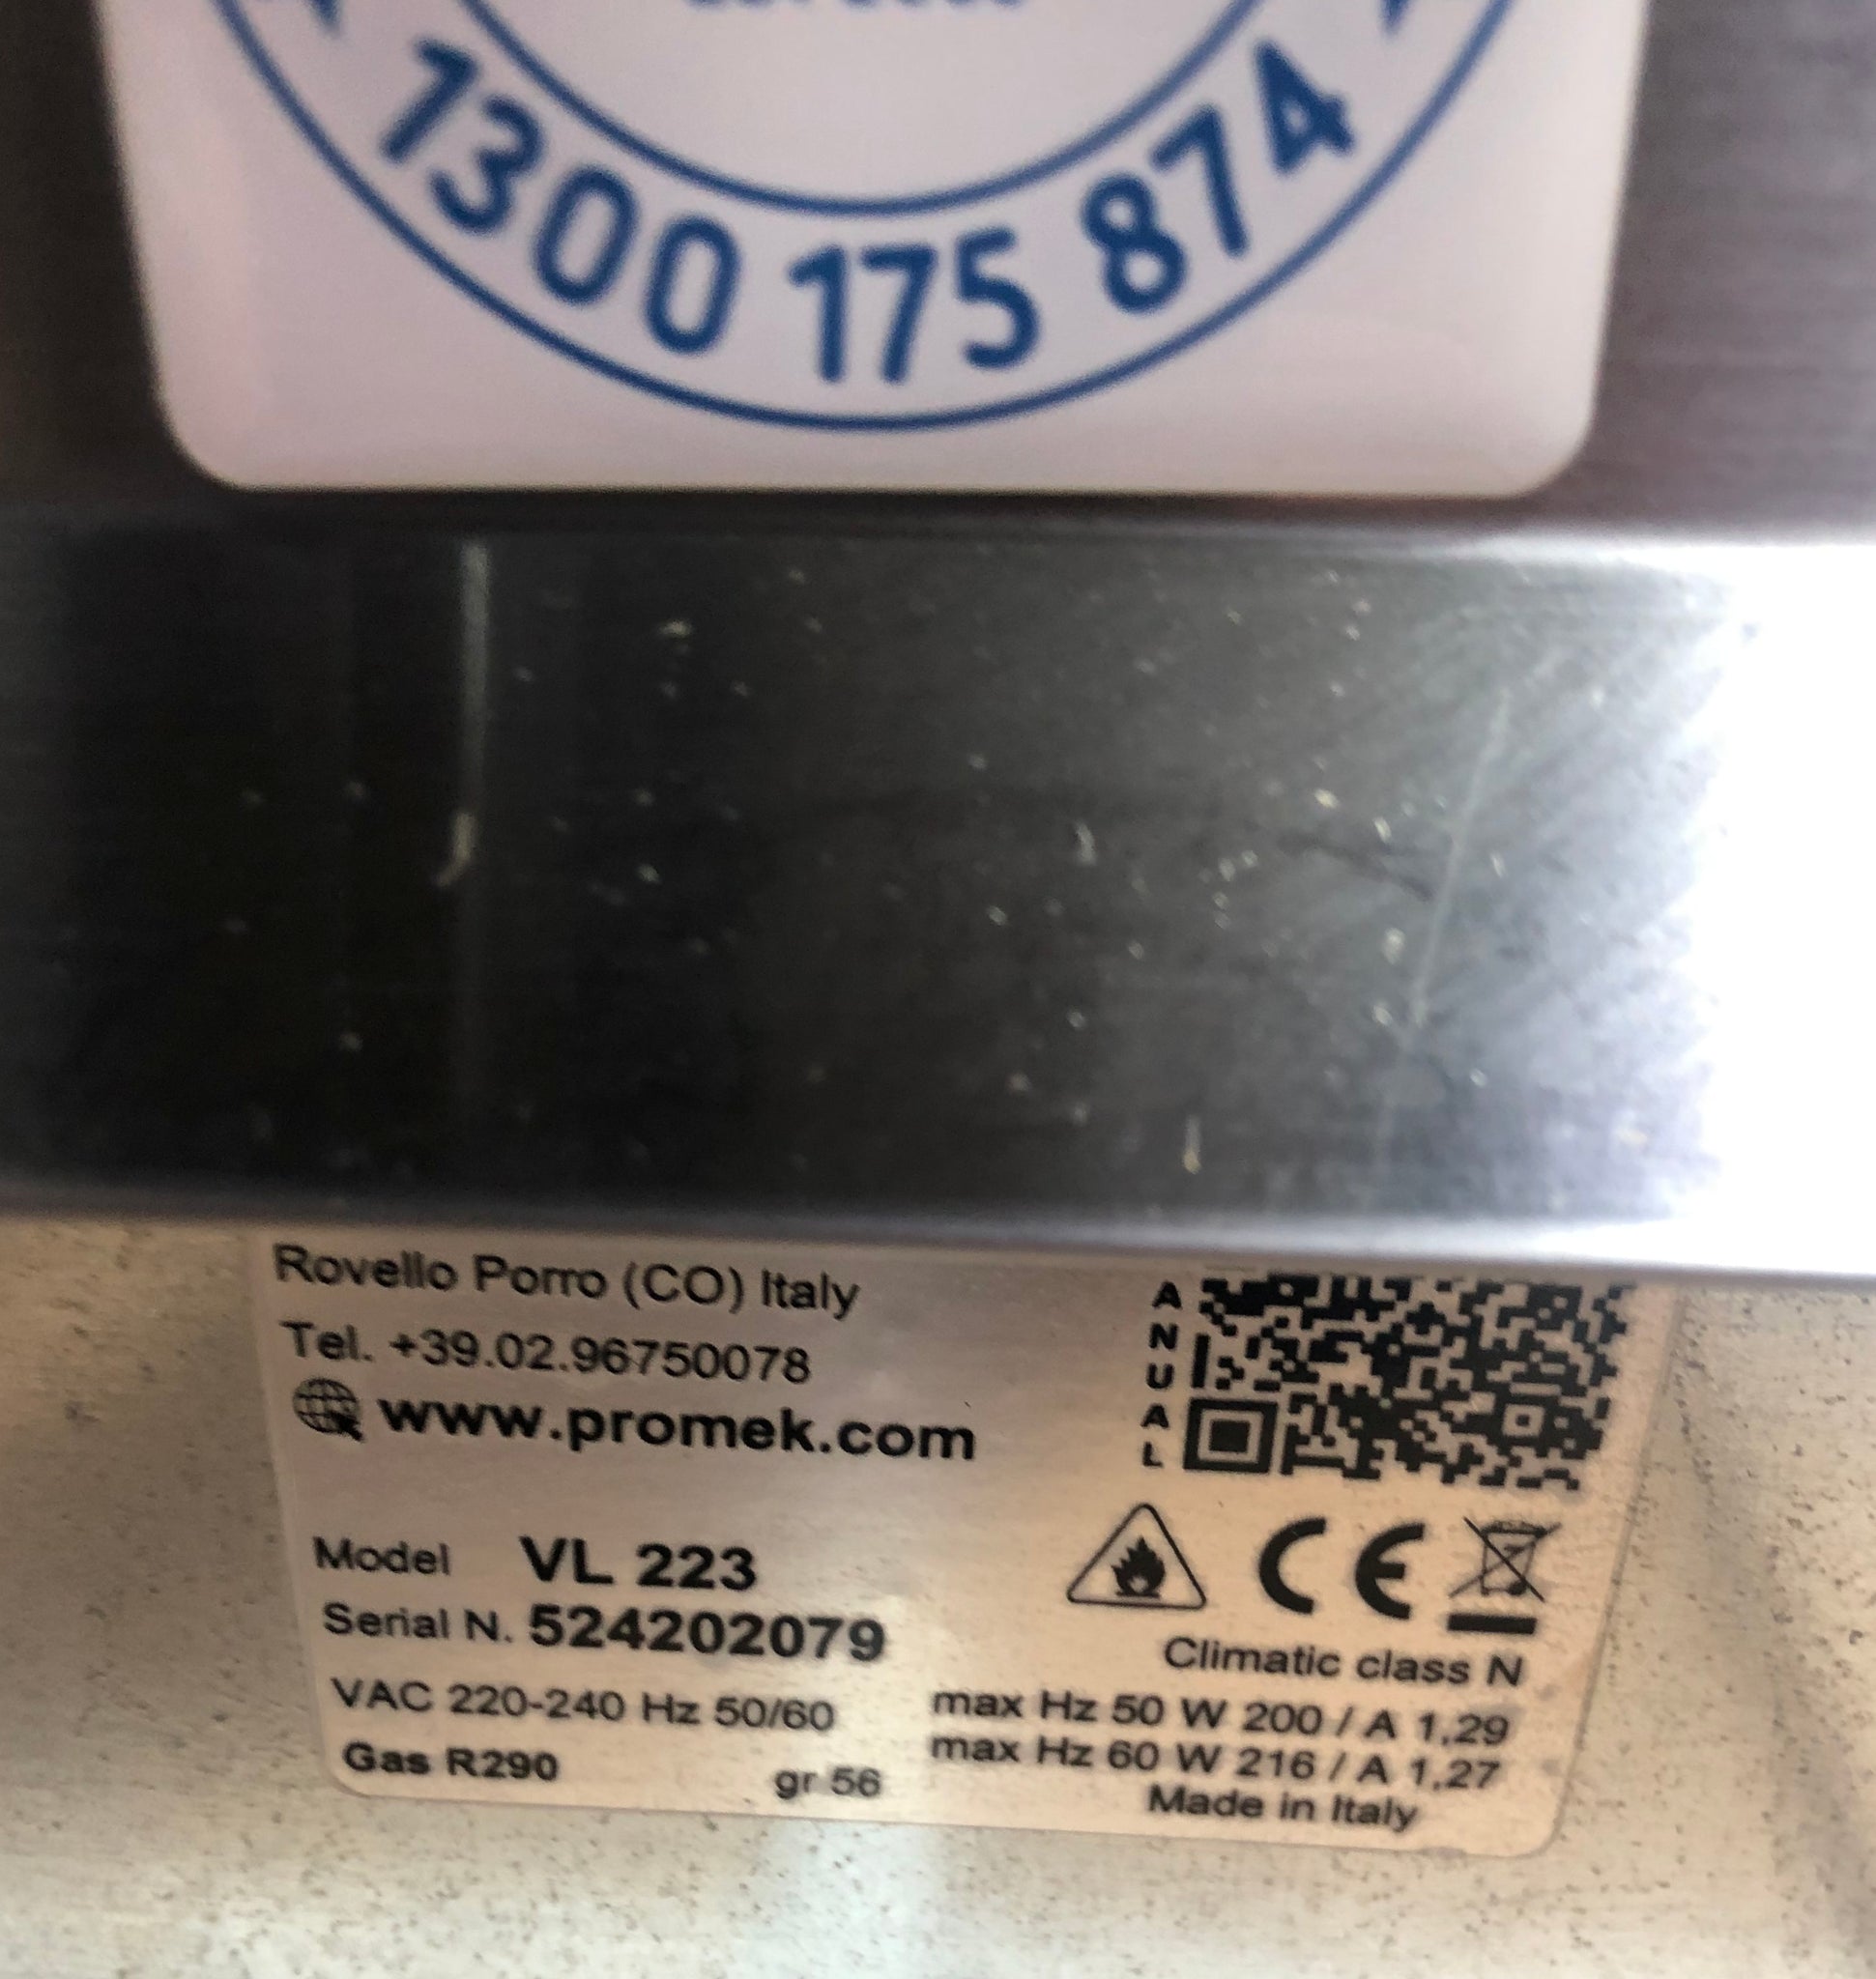 1300 175 874
Rovello Porro (CO) Italy
Tel. +39.02.96750078
www.promek.com
ANUAL
CE
Model VL 223
Serial N. 524202079
Climatic class N
VAC 220-240 Hz 50/60
max Hz 50 W 200 / A 1,29
max Hz 60 W 216 / A 1,27
Gas R290
gr 56
Made in Italy